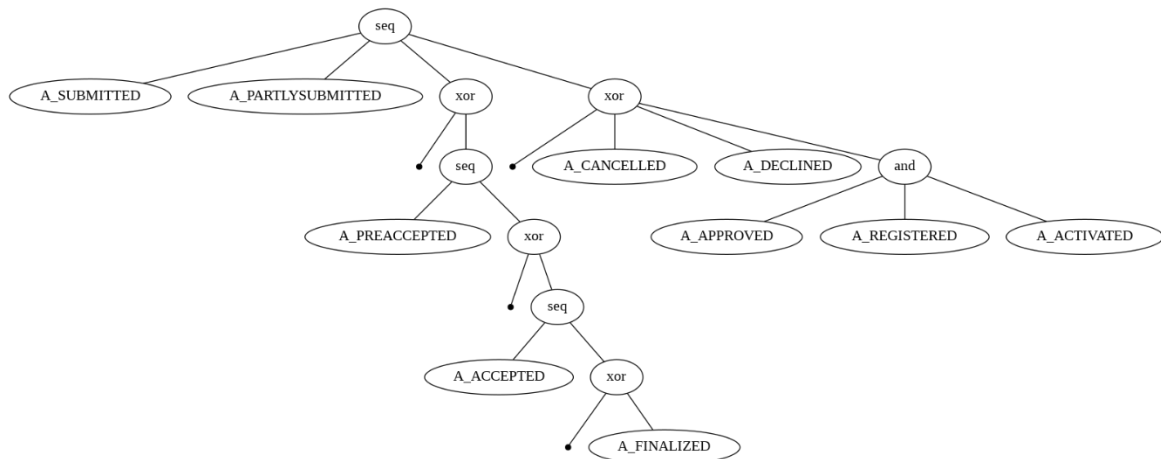 seq
A_SUBMITTED A_PARTLYSUBMITTED xor xor
seq A_CANCELLED A_DECLINED and
A_PREACCEPTED xor A_APPROVED A_REGISTERED A_ACTIVATED
seq
A_ACCEPTED xor
A_FINALIZED